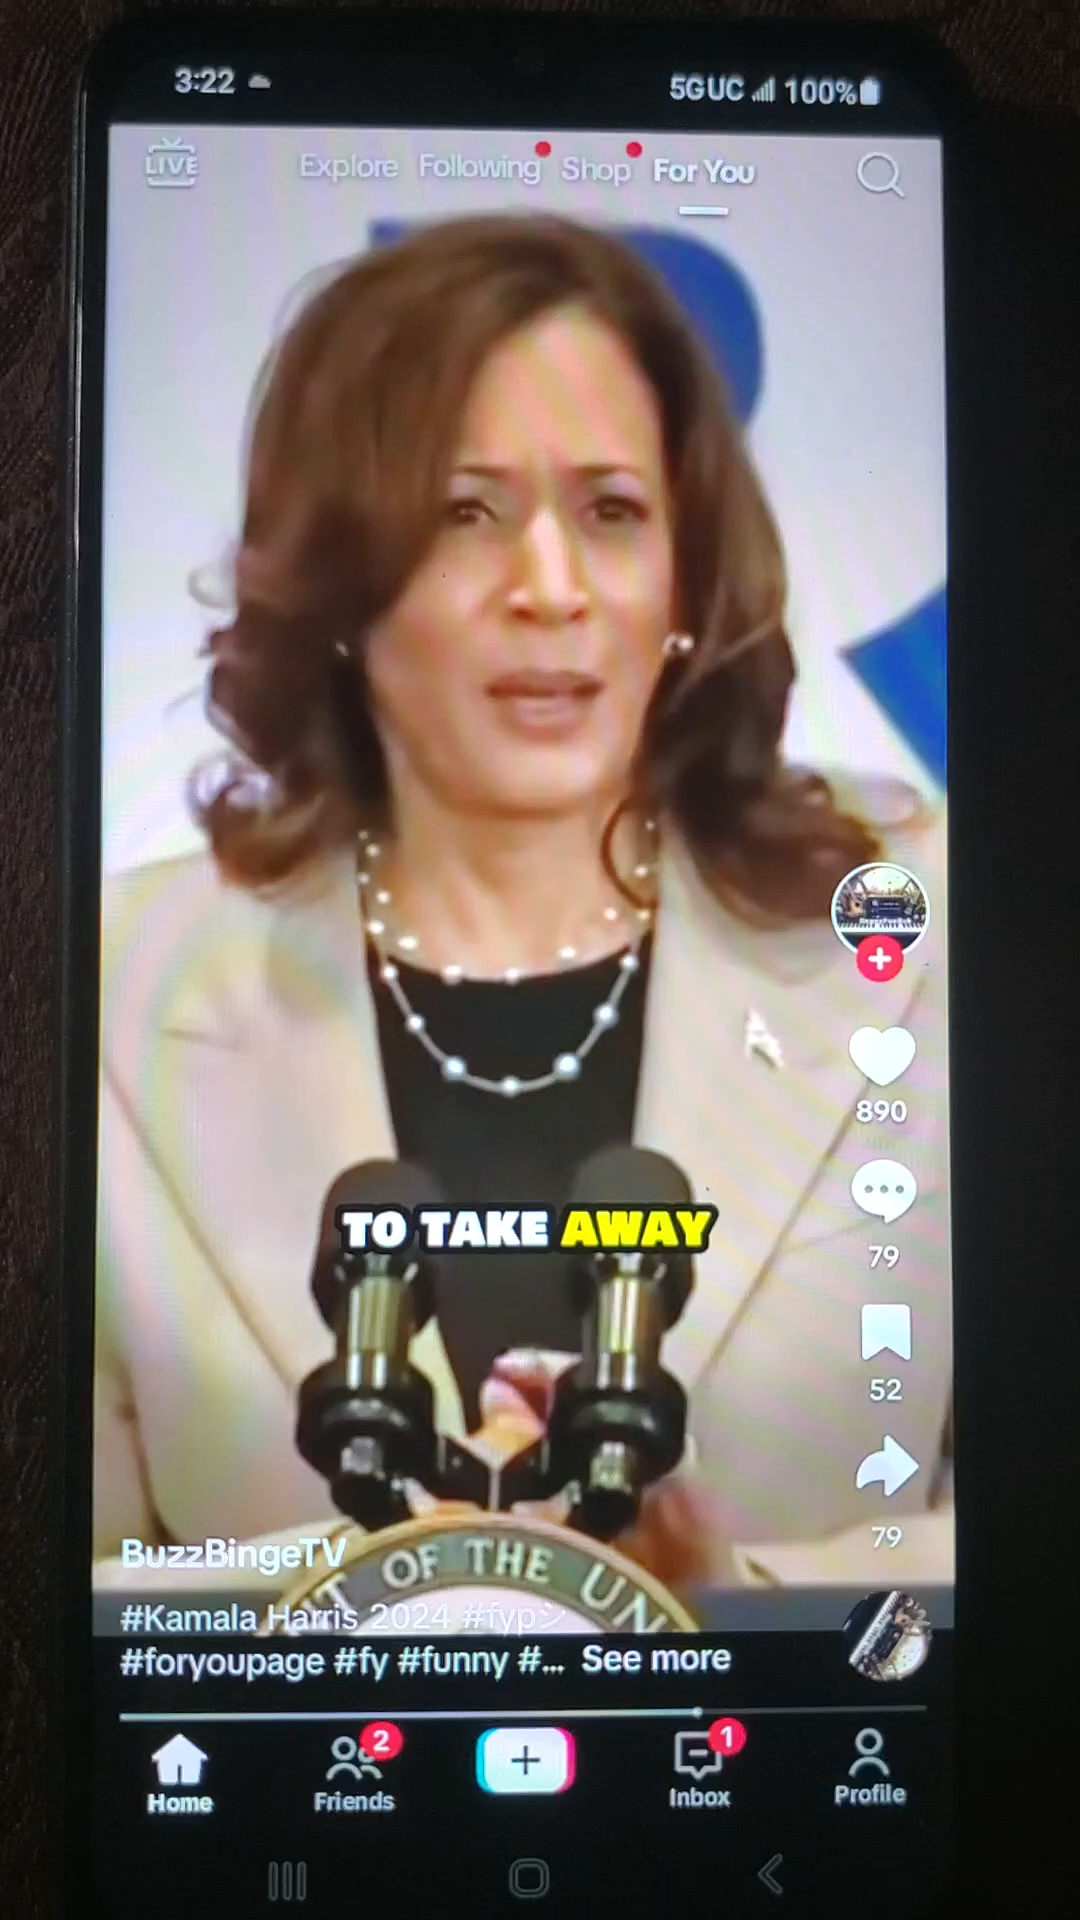 3:22
5GUC 100%
LIVE
Explore Following Shop For You
890
TO TAKE AWAY
79
52
79
BuzzBingeTV
OF THE UN
#Kamala Harris 2024 #fypシ
#foryoupage #fy #funny #... See more
2
1
Home
Friends
Inbox
Profile